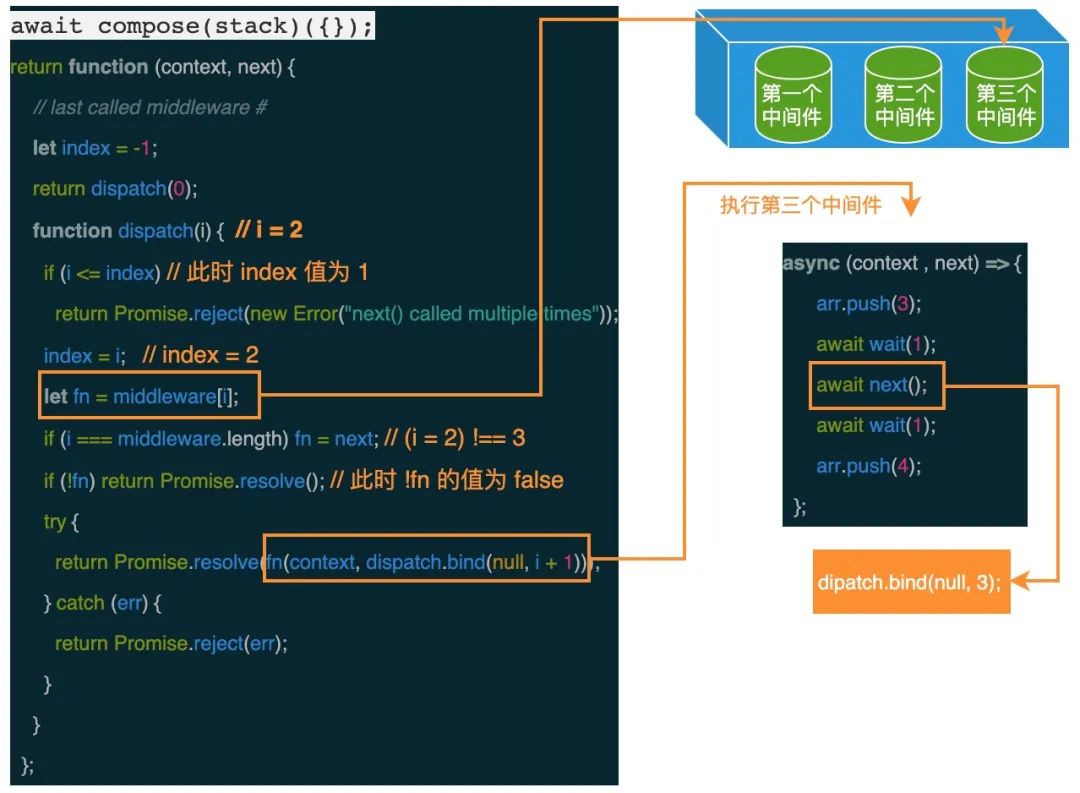 await compose(stack)({});
return function (context, next) {
// last called middleware #
let index = -1;
return dispatch(0);
function dispatch(i) { // i = 2
if (i <= index) // 此时 index 值为 1
return Promise.reject(new Error("next() called multiple times"));
index = i; // index = 2
let fn = middleware[i];
if (i === middleware.length) fn = next; // (i = 2) !== 3
if (!fn) return Promise.resolve(); // 此时 !fn 的值为 false
try {
return Promise.resolve(fn(context, dispatch.bind(null, i + 1)));
} catch (err) {
return Promise.reject(err);
}
}
};
第一个
中间件
第二个
中间件
第三个
中间件
执行第三个中间件
async (context , next) => {
arr.push(3);
await wait(1);
await next();
await wait(1);
arr.push(4);
};
dipatch.bind(null, 3);